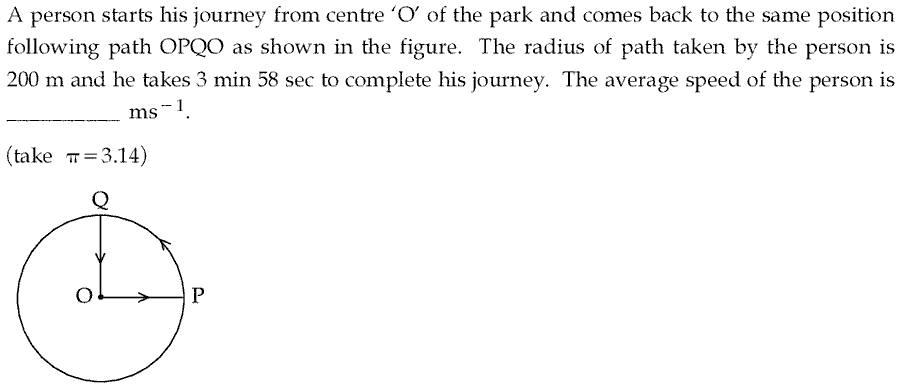 A person starts his journey from centre ‘O’ of the park and comes back to the same position
following path OPQO as shown in the figure. The radius of path taken by the person is
200 m and he takes 3 min 58 sec to complete his journey. The average speed of the person is
____________ ms⁻¹.
(take π=3.14)
Q
O
P